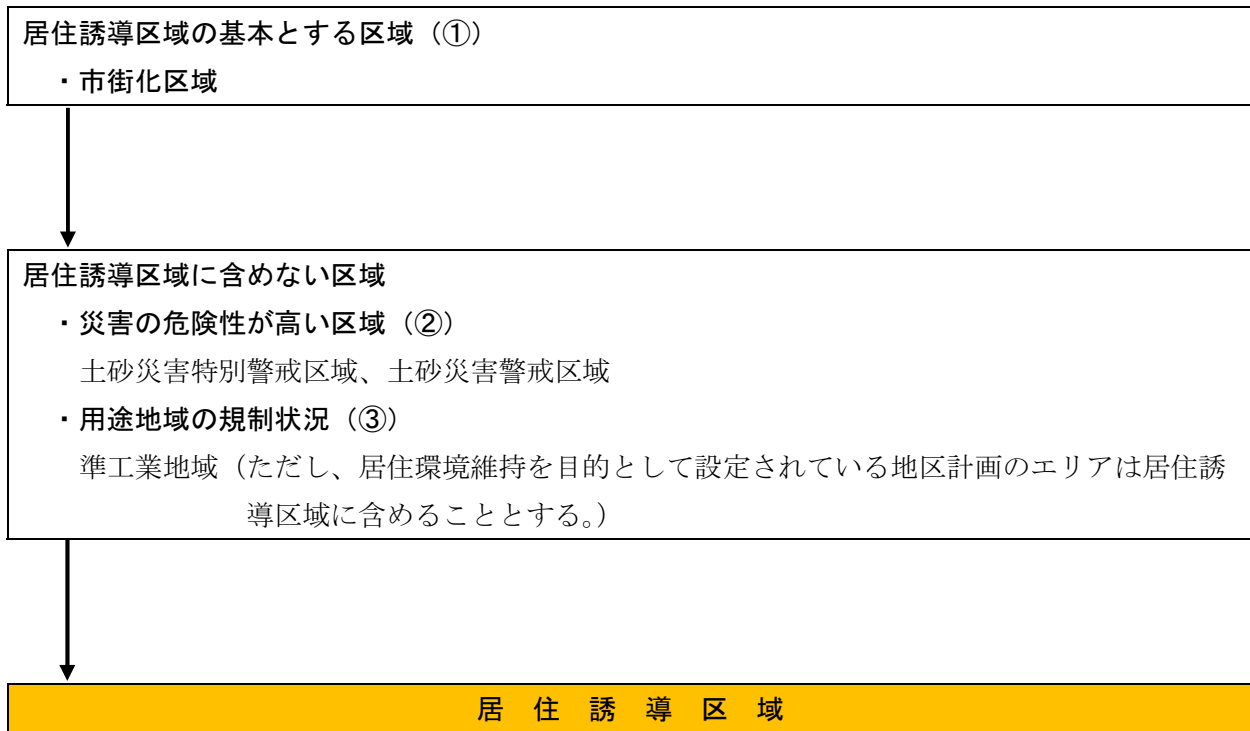 居住誘導区域の基本とする区域（①）
・市街化区域
居住誘導区域に含めない区域
・災害の危険性が高い区域（②）
土砂災害特別警戒区域、土砂災害警戒区域
・用途地域の規制状況（③）
準工業地域（ただし、居住環境維持を目的として設定されている地区計画のエリアは居住誘
導区域に含めることとする。）
居 住 誘 導 区 域